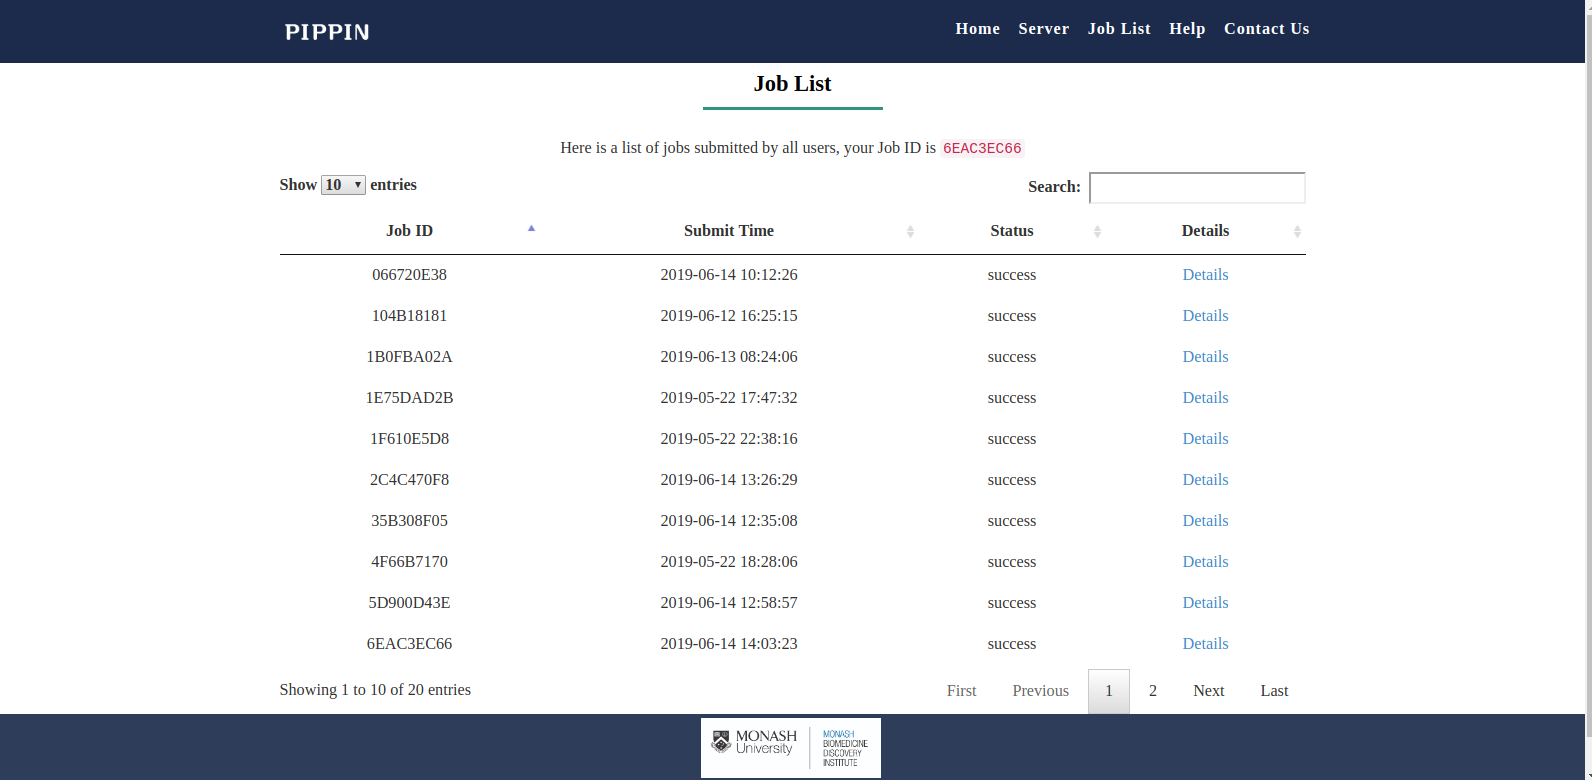 PIPPIN Home Server Job List Help Contact Us
Job List
Here is a list of jobs submitted by all users, your Job ID is 6EAC3EC66
Show 10 entries Search:
Job ID Submit Time Status Details
066720E38 2019-06-14 10:12:26 success Details
104B18181 2019-06-12 16:25:15 success Details
1B0FBA02A 2019-06-13 08:24:06 success Details
1E75DAD2B 2019-05-22 17:47:32 success Details
1F610E5D8 2019-05-22 22:38:16 success Details
2C4C470F8 2019-06-14 13:26:29 success Details
35B308F05 2019-06-14 12:35:08 success Details
4F66B7170 2019-05-22 18:28:06 success Details
5D900D43E 2019-06-14 12:58:57 success Details
6EAC3EC66 2019-06-14 14:03:23 success Details
Showing 1 to 10 of 20 entries First Previous 1 2 Next Last
MONASH
University
MONASH
BIOMEDICINE
DISCOVERY
INSTITUTE